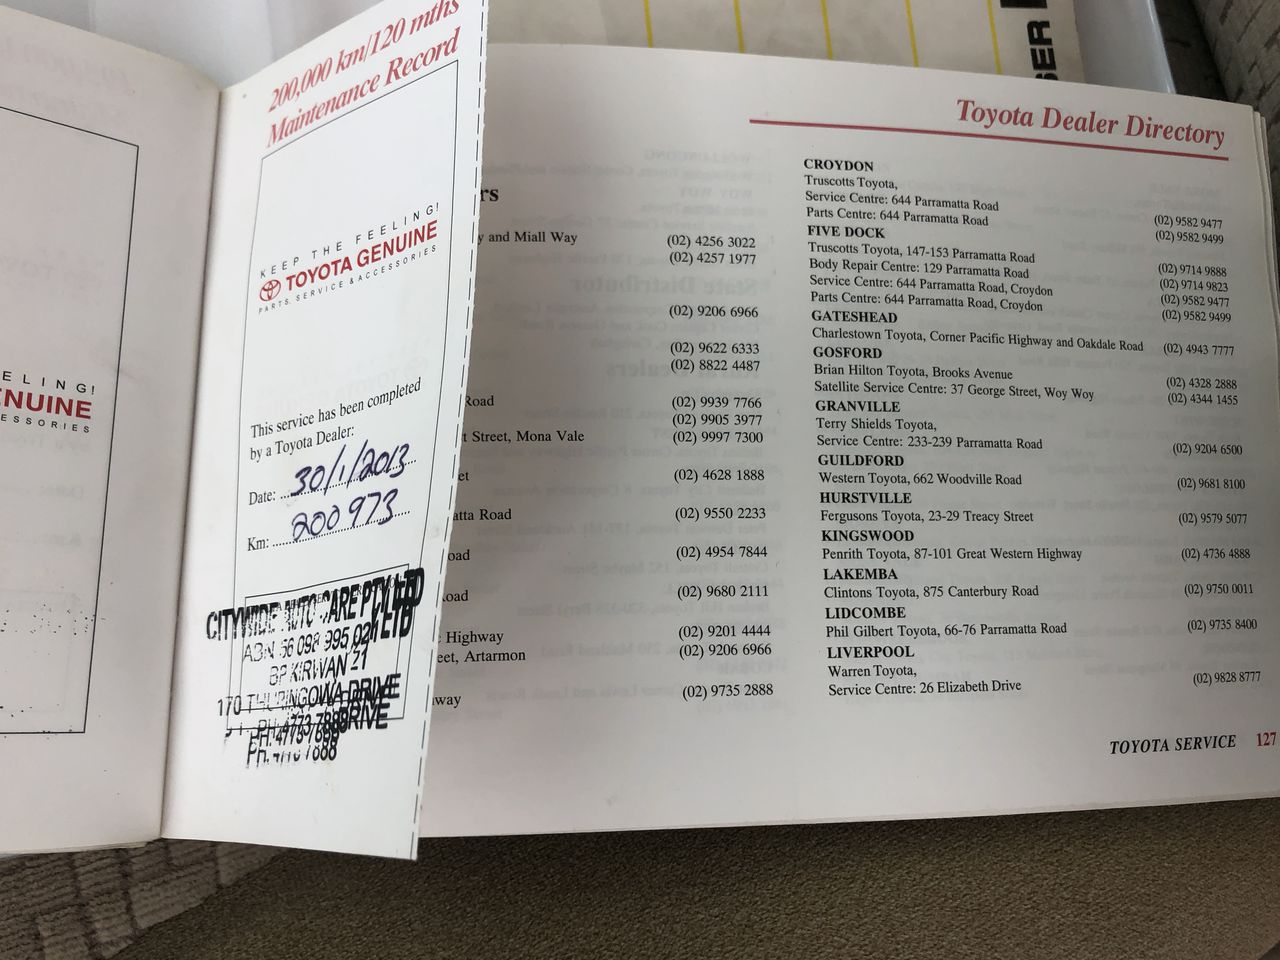 SER
ELING!
ENUINE
ESSORIES
200,000 km/120 mths
Maintenance Record
KEEP THE FEELING!
TOYOTA GENUINE
PARTS, SERVICE & ACCESSORIES
This service has been completed
by a Toyota Dealer:
Date: 30/1/2013
Km: 200973
CITYWIDE AUTO CARE PTY LTD
ABN 56 098 995 021
BP KIRWAN 21
170 THURINGOWA DRIVE
PH: 4773 7888
rs
y and Miall Way (02) 4256 3022
(02) 4257 1977
(02) 9206 6966
(02) 9622 6333
(02) 8822 4487
Road (02) 9939 7766
(02) 9905 3977
t Street, Mona Vale (02) 9997 7300
et (02) 4628 1888
atta Road (02) 9550 2233
oad (02) 4954 7844
Road (02) 9680 2111
Highway (02) 9201 4444
eet, Artarmon (02) 9206 6966
way (02) 9735 2888
Toyota Dealer Directory
CROYDON
Truscotts Toyota,
Service Centre: 644 Parramatta Road (02) 9582 9477
Parts Centre: 644 Parramatta Road (02) 9582 9499
FIVE DOCK
Truscotts Toyota, 147-153 Parramatta Road (02) 9714 9888
Body Repair Centre: 129 Parramatta Road (02) 9714 9823
Service Centre: 644 Parramatta Road, Croydon (02) 9582 9477
Parts Centre: 644 Parramatta Road, Croydon (02) 9582 9499
GATESHEAD
Charlestown Toyota, Corner Pacific Highway and Oakdale Road (02) 4943 7777
GOSFORD
Brian Hilton Toyota, Brooks Avenue (02) 4328 2888
Satellite Service Centre: 37 George Street, Woy Woy (02) 4344 1455
GRANVILLE
Terry Shields Toyota,
Service Centre: 233-239 Parramatta Road (02) 9204 6500
GUILDFORD
Western Toyota, 662 Woodville Road (02) 9681 8100
HURSTVILLE
Fergusons Toyota, 23-29 Treacy Street (02) 9579 5077
KINGSWOOD
Penrith Toyota, 87-101 Great Western Highway (02) 4736 4888
LAKEMBA
Clintons Toyota, 875 Canterbury Road (02) 9750 0011
LIDCOMBE
Phil Gilbert Toyota, 66-76 Parramatta Road (02) 9735 8400
LIVERPOOL
Warren Toyota,
Service Centre: 26 Elizabeth Drive (02) 9828 8777
TOYOTA SERVICE 127